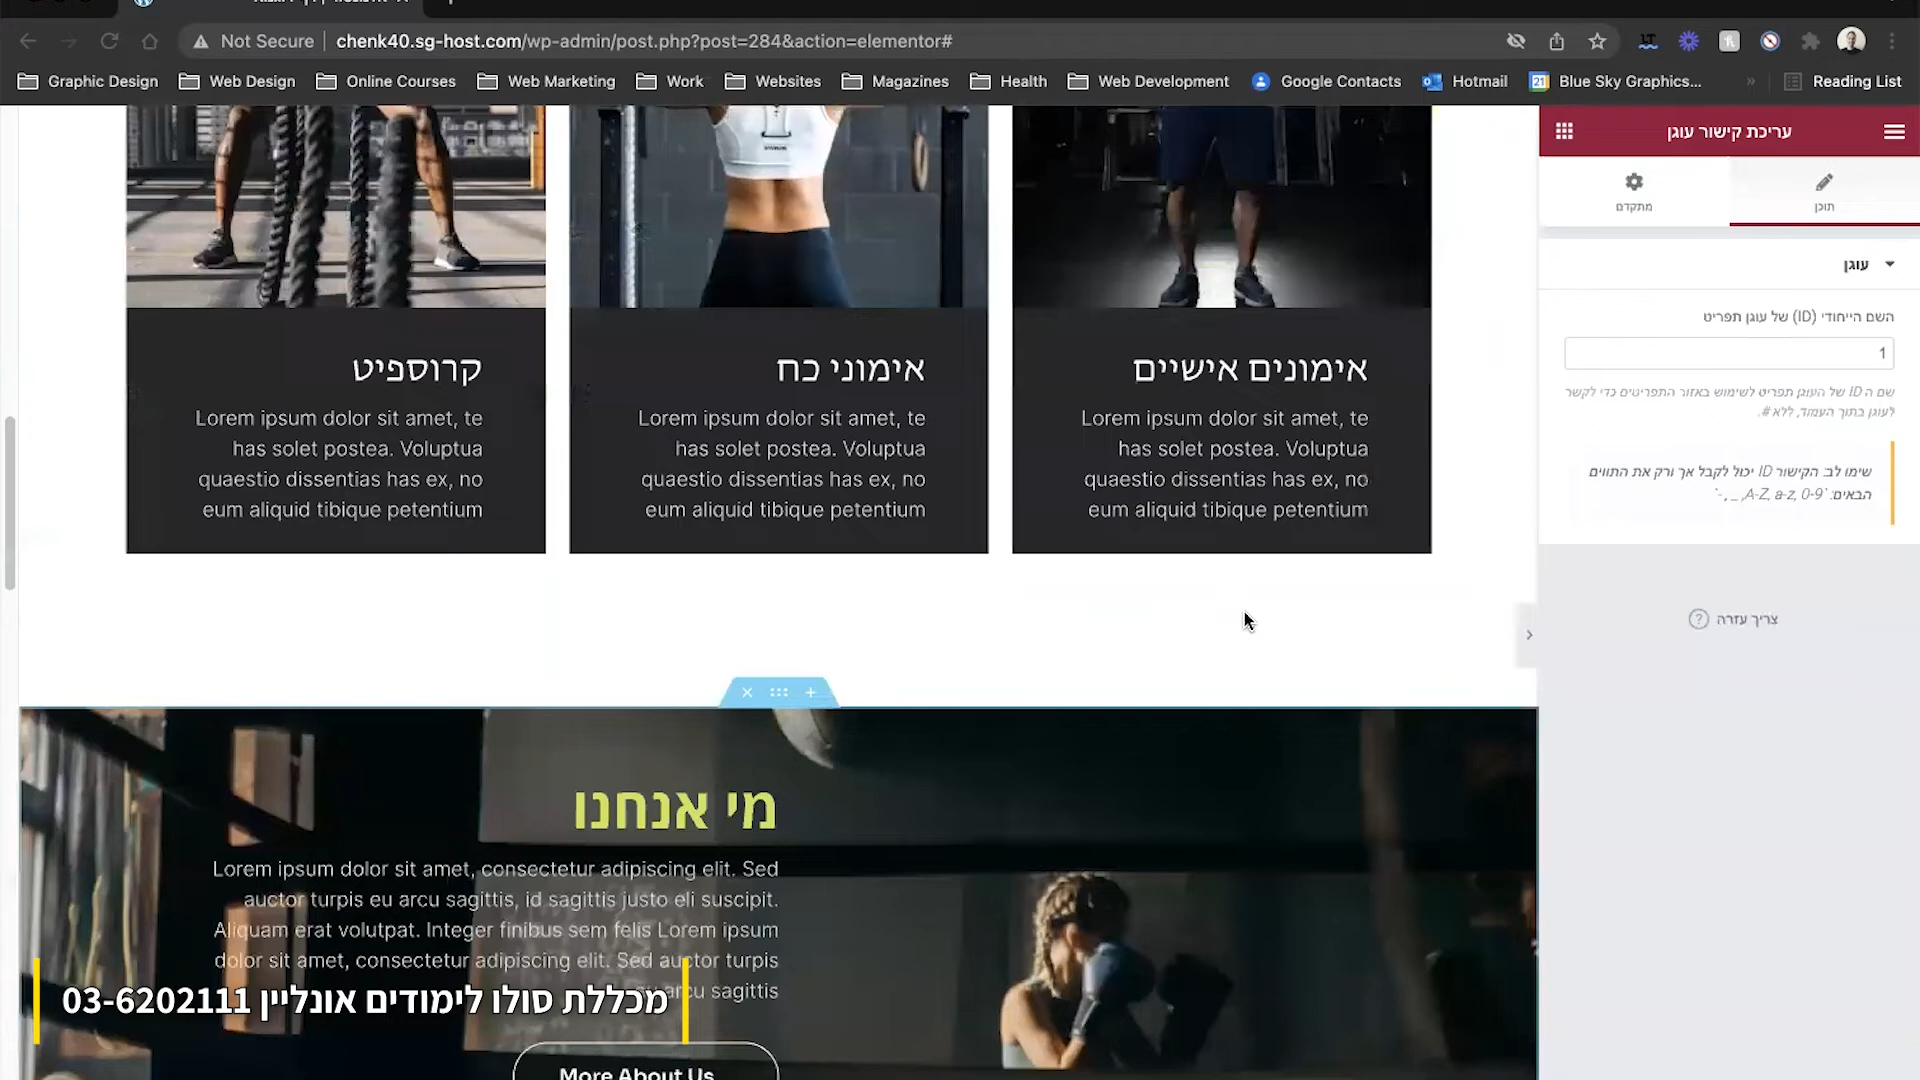 Not Secure
chenk40.sg-host.com/wp-admin/post.php?post=284&action=elementor#
Graphic Design
Web Design
Online Courses
Web Marketing
Work
Websites
Magazines
Health
Web Development
Google Contacts
Hotmail
21
Blue Sky Graphics...
»
Reading List
עריכת קישור עוגן
תוכן
מתקדם
עוגן
השם הייחודי (ID) של עוגן תפריט
1
שם ה ID של העוגן תפריט לשימוש באזור התפריטים כדי לקשר
לעוגן בתוך העמוד, ללא #.
שימו לב: הקישור ID יכול לקבל אך ורק את התווים
הבאים: `A-Z, a-z, 0-9, _ , -`
צריך עזרה
אימונים אישיים
Lorem ipsum dolor sit amet, te
has solet postea. Voluptua
quaestio dissentias has ex, no
eum aliquid tibique petentium
אימוני כח
Lorem ipsum dolor sit amet, te
has solet postea. Voluptua
quaestio dissentias has ex, no
eum aliquid tibique petentium
קרוספיט
Lorem ipsum dolor sit amet, te
has solet postea. Voluptua
quaestio dissentias has ex, no
eum aliquid tibique petentium
מי אנחנו
Lorem ipsum dolor sit amet, consectetur adipiscing elit. Sed
auctor turpis eu arcu sagittis, id sagittis justo eli suscipit.
Aliquam erat volutpat. Integer finibus sem felis Lorem ipsum
dolor sit amet, consectetur adipiscing elit. Sed auctor turpis
arcu sagittis
More About Us
מכללת סולו לימודים אונליין 03-6202111